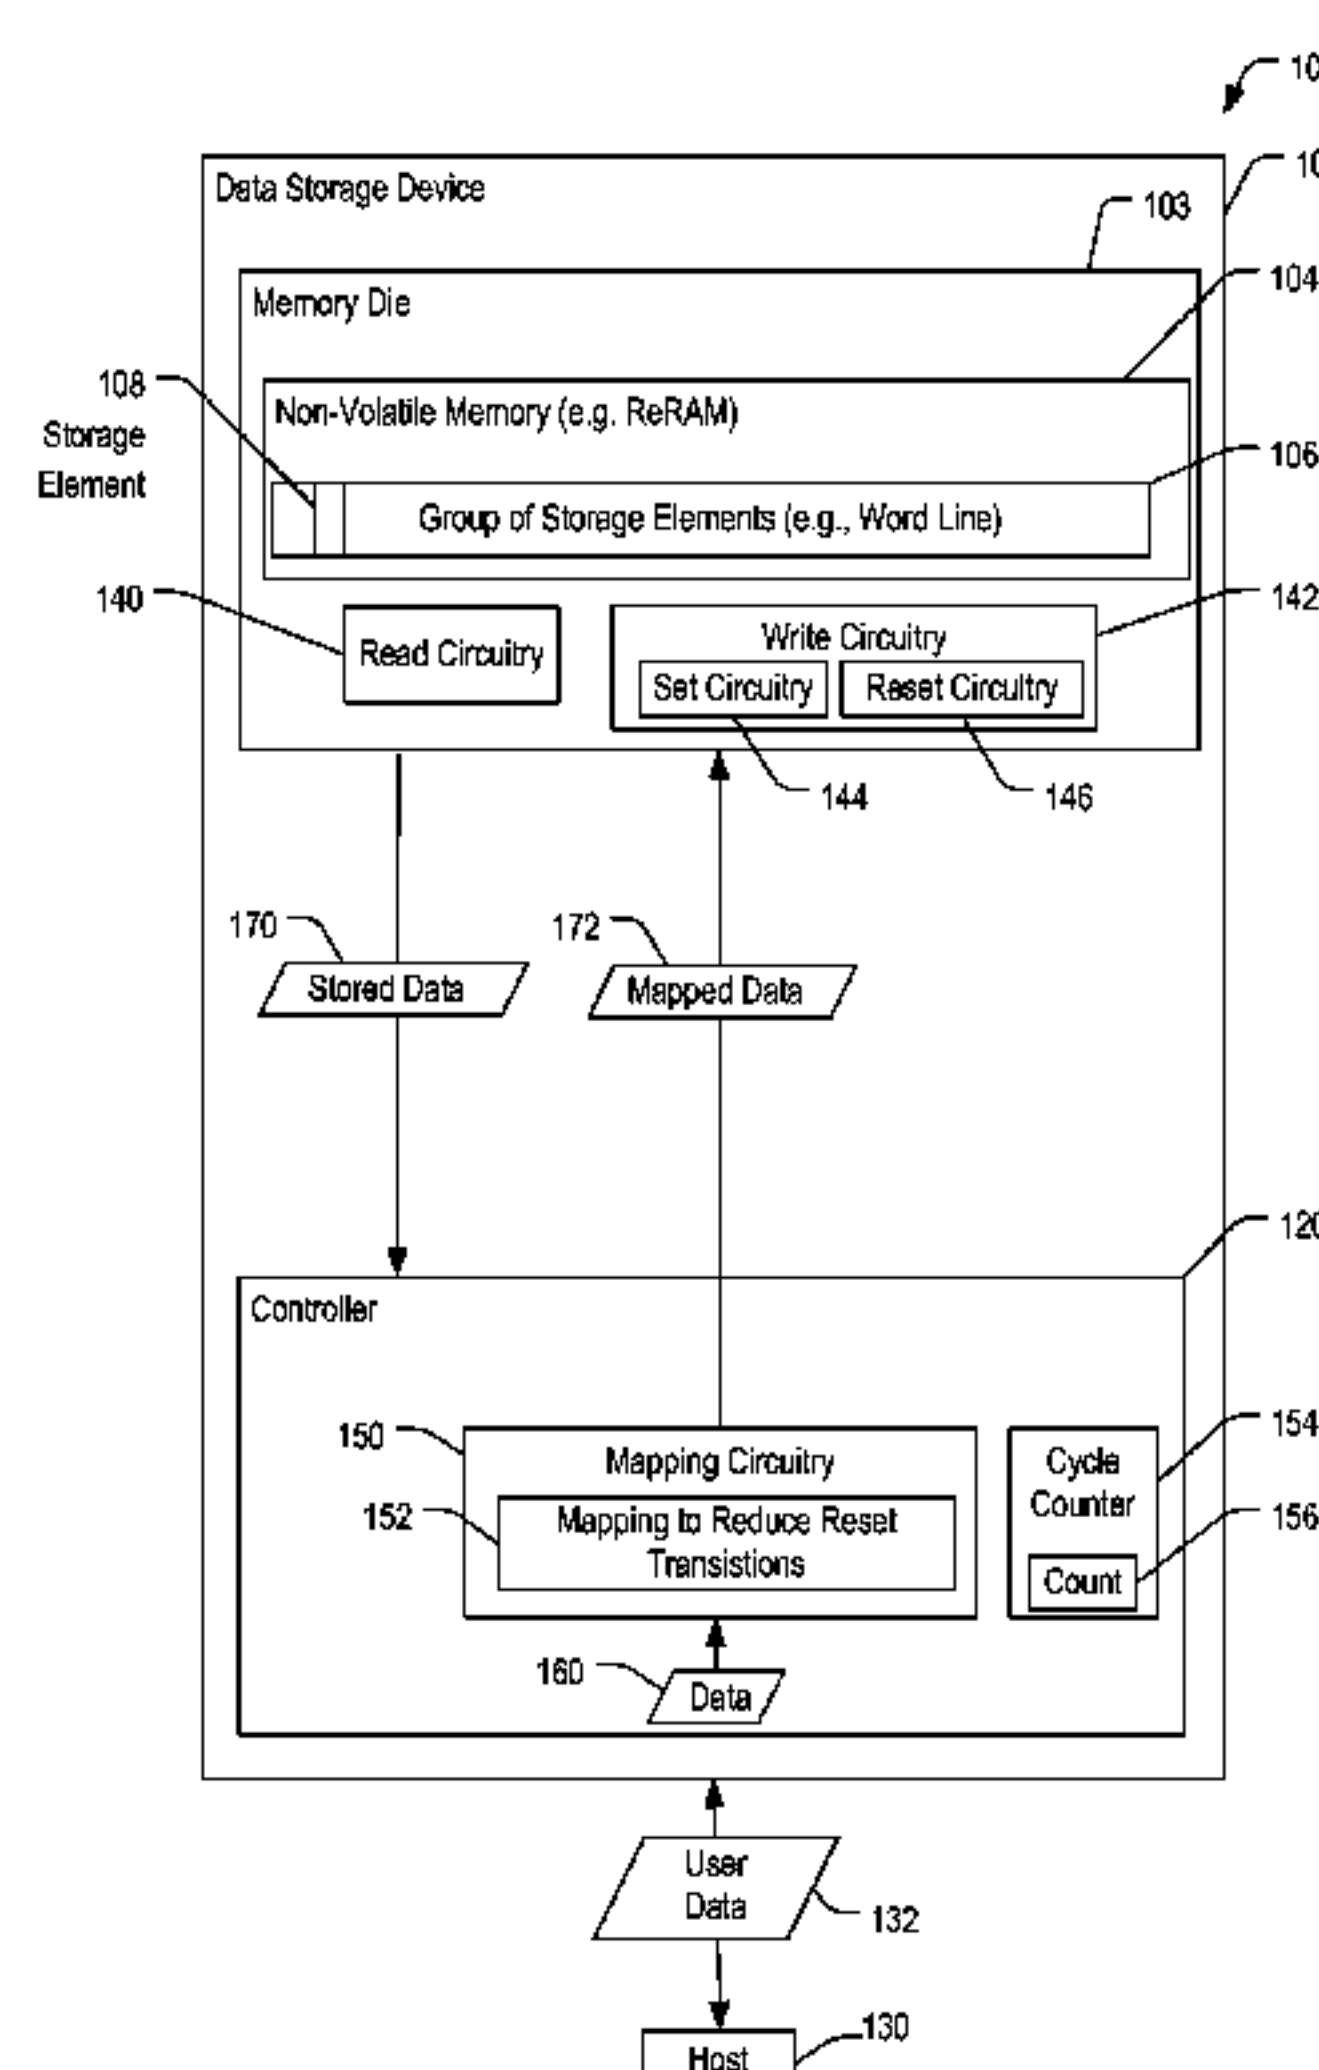 10
Data Storage Device
10
103
Memory Die
104
108
Storage
Element
Non-Volatile Memory (e.g. ReRAM)
106
Group of Storage Elements (e.g., Word Line)
140
142
Read Circuitry
Write Circuitry
Set Circuitry
Reset Circuitry
144
146
170
172
Stored Data
Mapped Data
120
Controller
150
Mapping Circuitry
154
Cycle
Counter
152
Mapping to Reduce Reset
Transistions
156
Count
160
Data
User
Data
132
130
Host